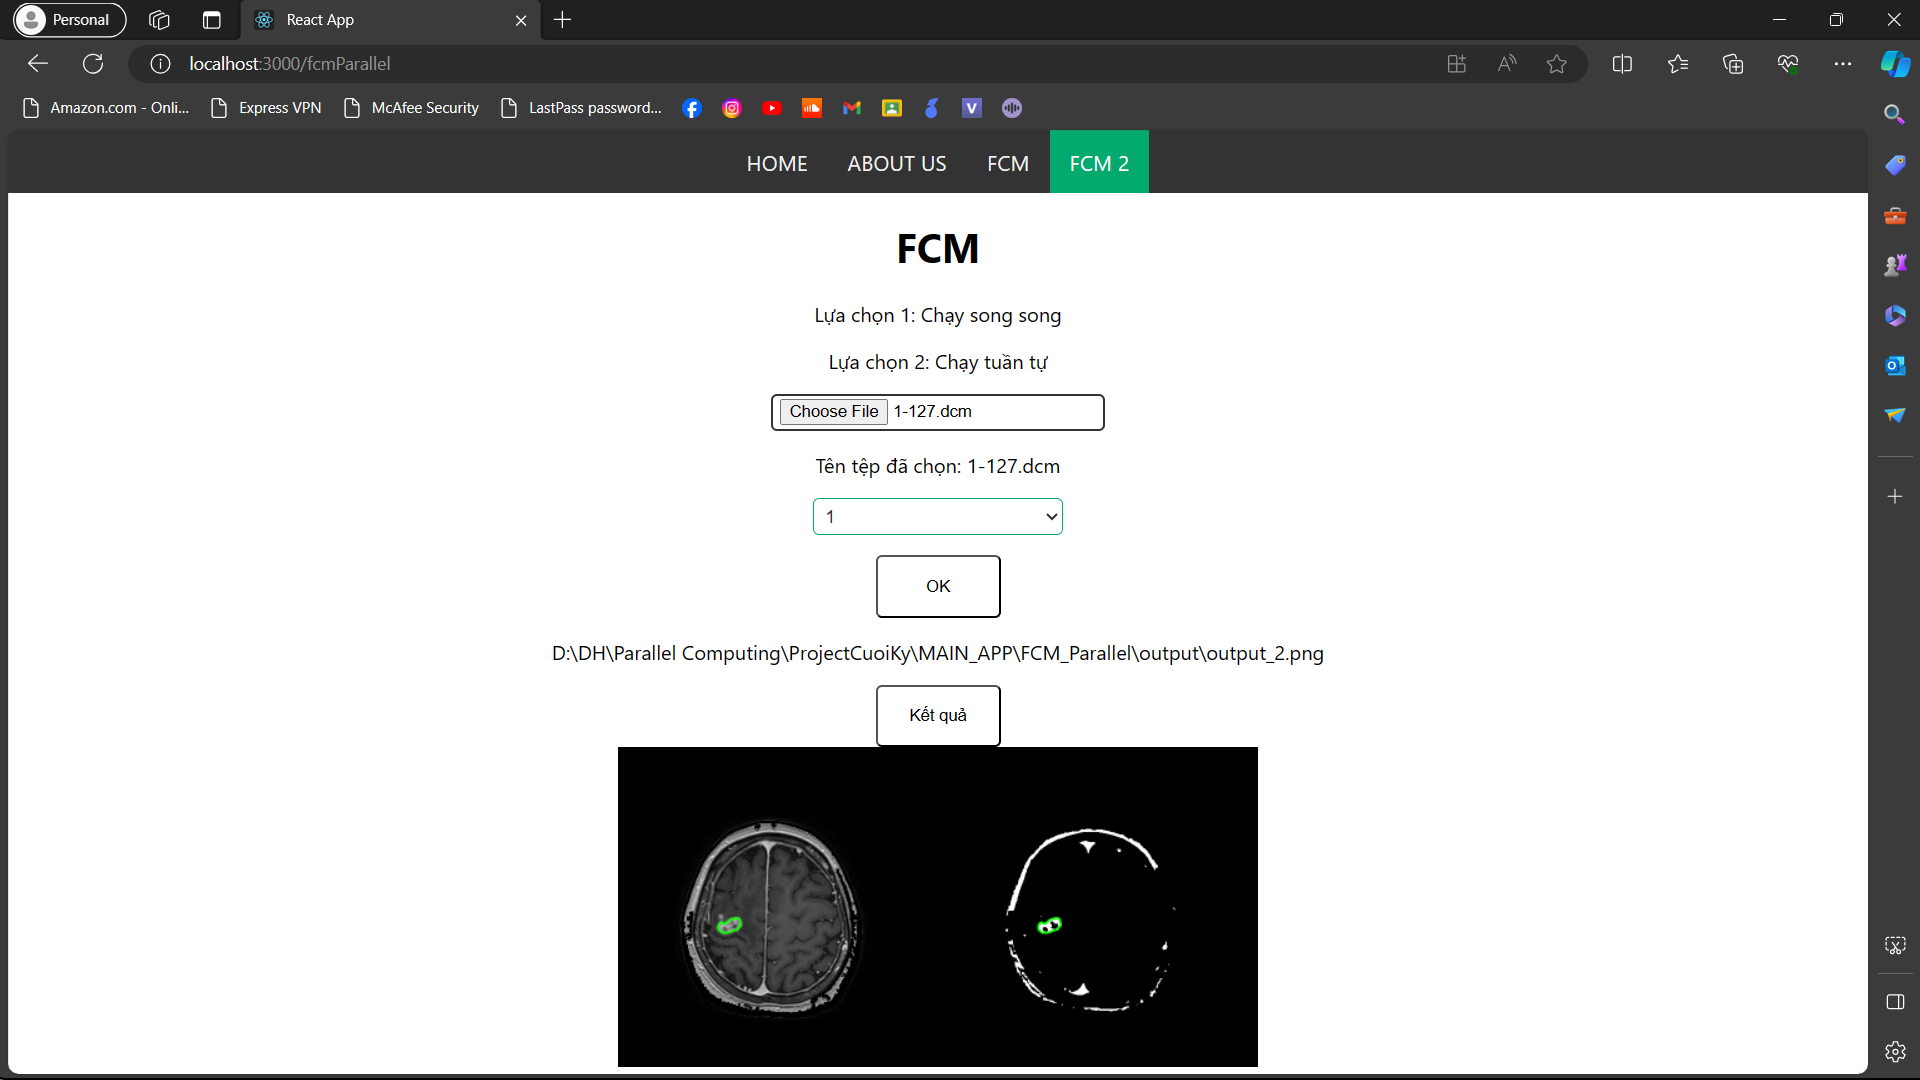 Personal
React App
localhost:3000/fcmParallel
Amazon.com - Onli... Express VPN McAfee Security LastPass password...
HOME ABOUT US FCM FCM 2
FCM
Lựa chọn 1: Chạy song song
Lựa chọn 2: Chạy tuần tự
Choose File 1-127.dcm
Tên tệp đã chọn: 1-127.dcm
1
OK
D:\DH\Parallel Computing\ProjectCuoiKy\MAIN_APP\FCM_Parallel\output\output_2.png
Kết quả